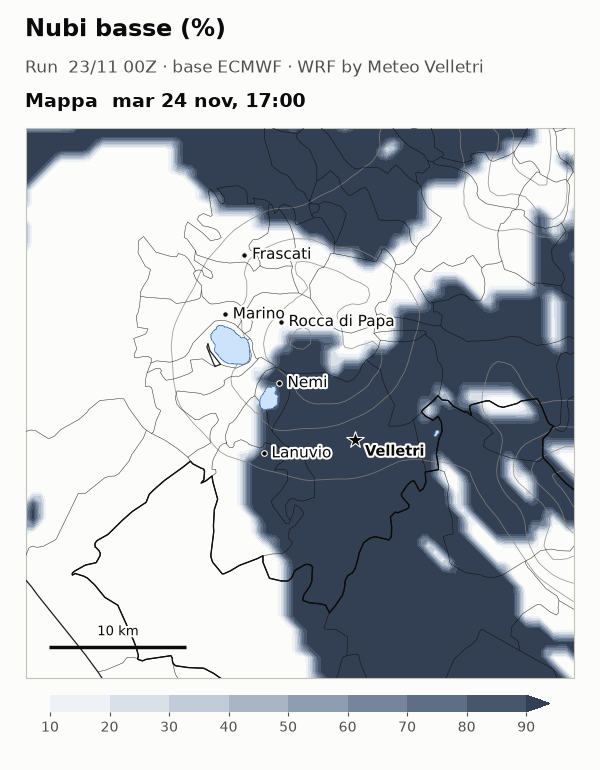 Nubi basse (%)
Run  23/11 00Z · base ECMWF · WRF by Meteo Velletri
Mappa  mar 24 nov, 17:00
Frascati
Marino
Rocca di Papa
Nemi
Lanuvio
Velletri
10 km
10 20 30 40 50 60 70 80 90